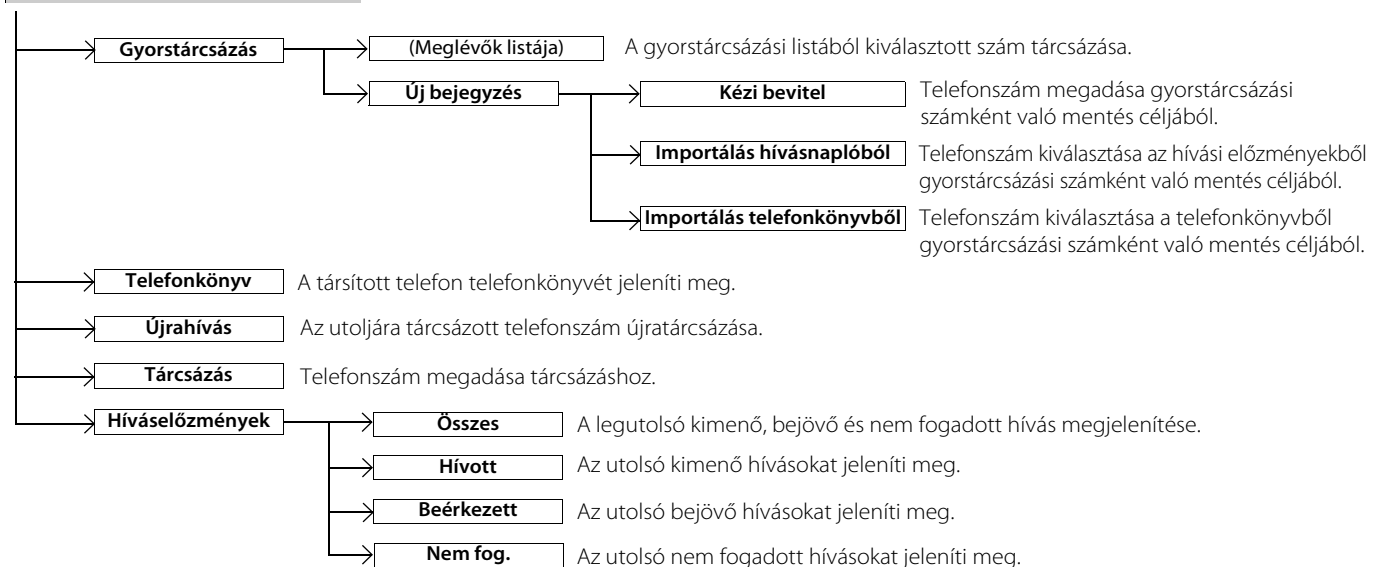 Gyorstárcsázás
(Meglévők listája)
A gyorstárcsázási listából kiválasztott szám tárcsázása.
Új bejegyzés
Kézi bevitel
Telefonszám megadása gyorstárcsázási
számként való mentés céljából.
Importálás hívásnaplóból
Telefonszám kiválasztása az hívási előzményekből
gyorstárcsázási számként való mentés céljából.
Importálás telefonkönyvből
Telefonszám kiválasztása a telefonkönyvből
gyorstárcsázási számként való mentés céljából.
Telefonkönyv
A társított telefon telefonkönyvét jeleníti meg.
Újrahívás
Az utoljára tárcsázott telefonszám újratárcsázása.
Tárcsázás
Telefonszám megadása tárcsázáshoz.
Híváselőzmények
Összes
A legutolsó kimenő, bejövő és nem fogadott hívás megjelenítése.
Hívott
Az utolsó kimenő hívásokat jeleníti meg.
Beérkezett
Az utolsó bejövő hívásokat jeleníti meg.
Nem fog.
Az utolsó nem fogadott hívásokat jeleníti meg.